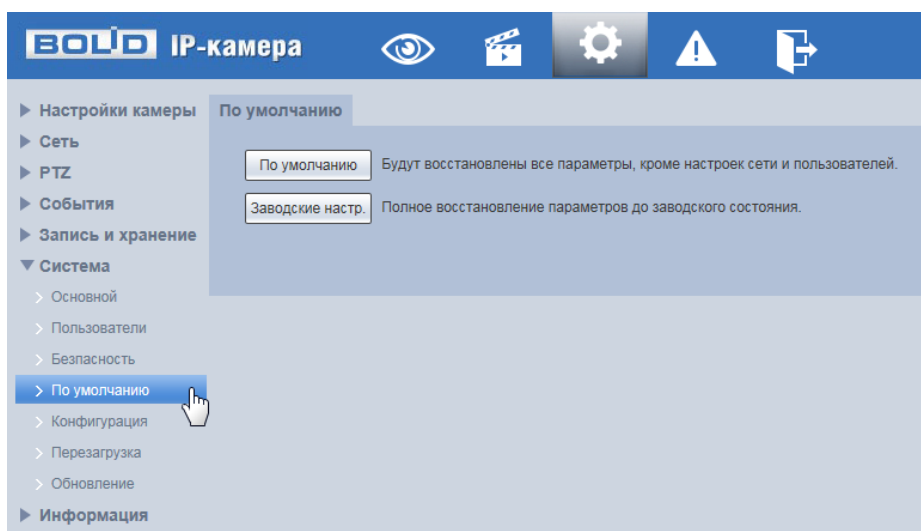 BOLID IP-камера
Настройки камеры
Сеть
PTZ
События
Запись и хранение
Система
Основной
Пользователи
Безпасность
По умолчанию
Конфигурация
Перезагрузка
Обновление
Информация
По умолчанию
По умолчанию Будут восстановлены все параметры, кроме настроек сети и пользователей.
Заводские настр. Полное восстановление параметров до заводского состояния.